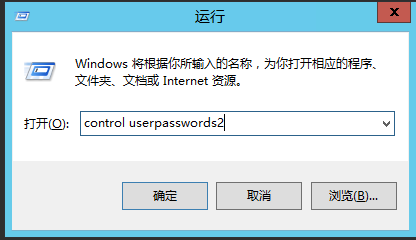 运行
x
Windows 将根据你所输入的名称，为你打开相应的程序、
文件夹、文档或 Internet 资源。
打开(O): control userpasswords2
确定 取消 浏览(B)...